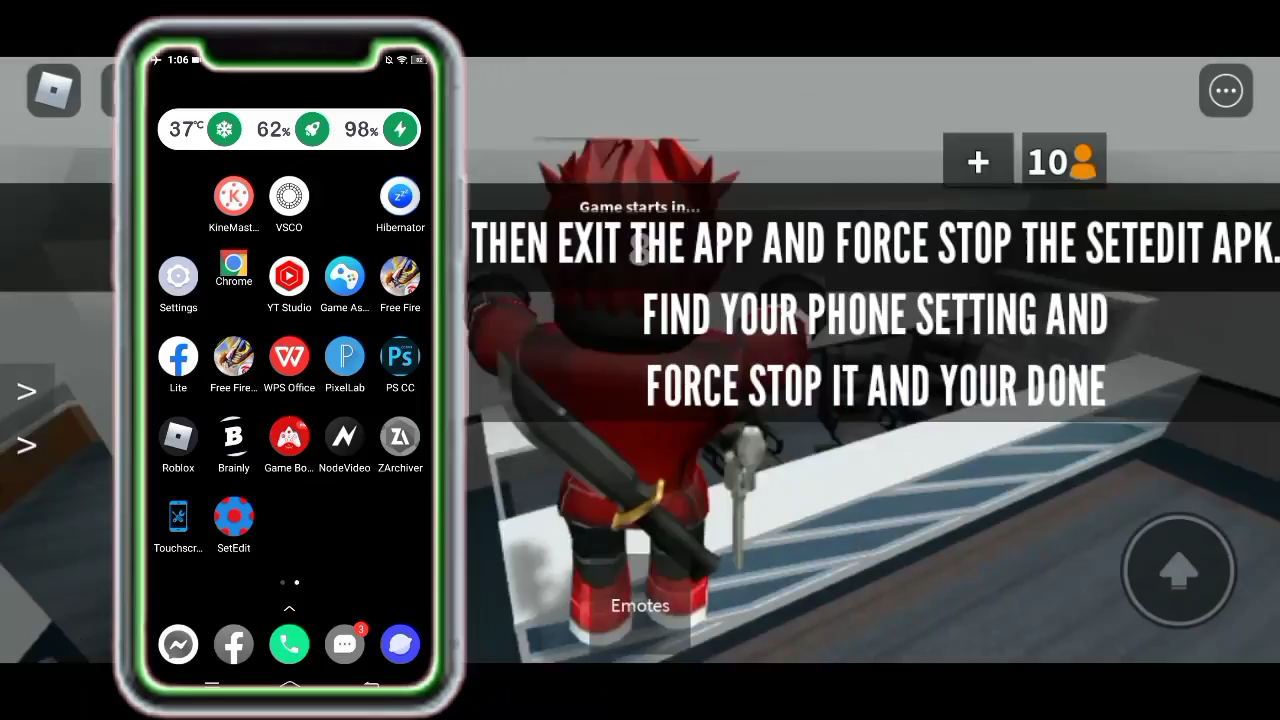 1:06
82
37°C 62% 98%
KineMast... VSCO Hibernator
Settings Chrome YT Studio Game As... Free Fire
Lite Free Fire... WPS Office PixelLab PS CC
Roblox Brainly Game Bo... NodeVideo ZArchiver
Touchscr... SetEdit
3
+ 10
Game starts in...
8
THEN EXIT THE APP AND FORCE STOP THE SETEDIT APK.
FIND YOUR PHONE SETTING AND
FORCE STOP IT AND YOUR DONE
>
>
Emotes